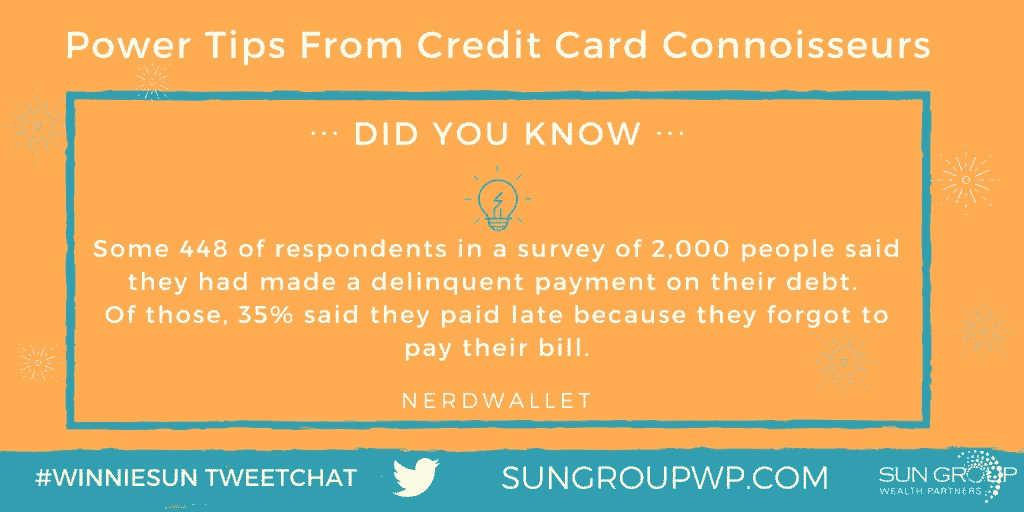 Power Tips From Credit Card Connoisseurs
··· DID YOU KNOW ···
Some 448 of respondents in a survey of 2,000 people said
they had made a delinquent payment on their debt.
Of those, 35% said they paid late because they forgot to
pay their bill.
NERDWALLET
#WINNIESUN TWEETCHAT
SUNGROUPWP.COM
SUN GROUP
WEALTH PARTNERS